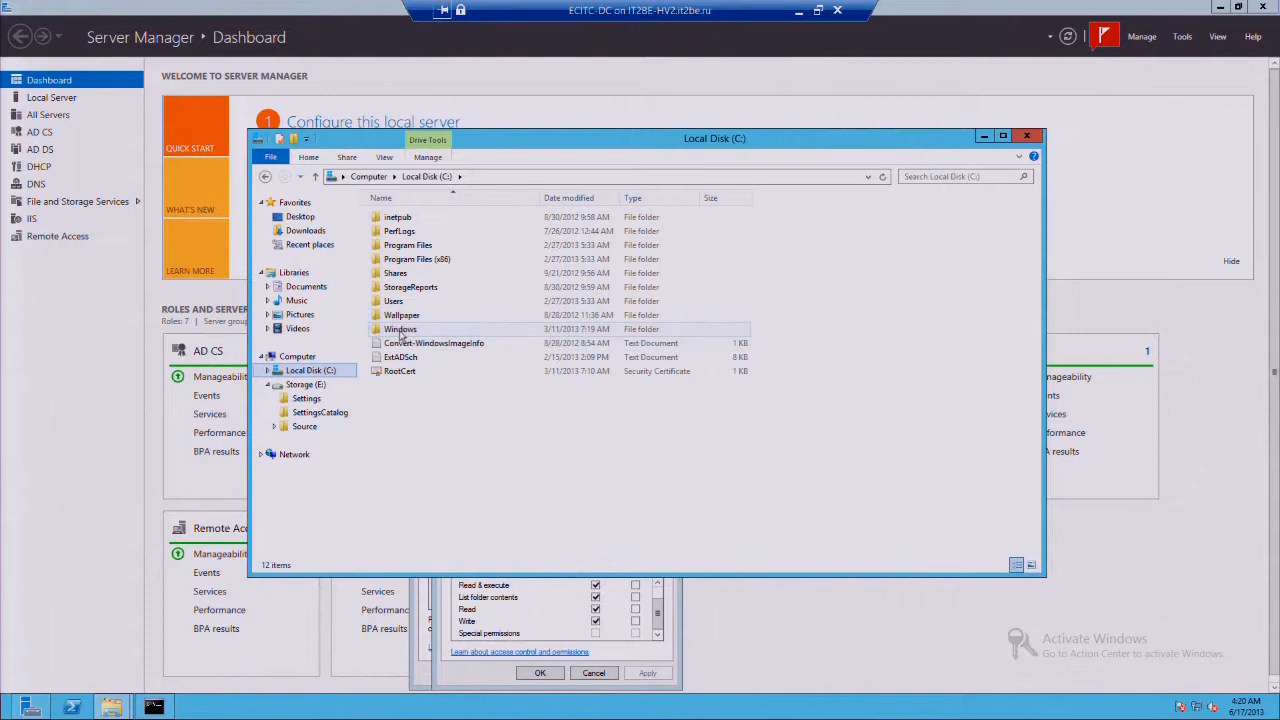 ECITC-DC on IT2BE-HV2.it2be.ru
Server Manager
Dashboard
Manage
Tools
View
Help
Dashboard
Local Server
All Servers
AD CS
AD DS
DHCP
DNS
File and Storage Services
IIS
Remote Access
WELCOME TO SERVER MANAGER
QUICK START
WHAT'S NEW
LEARN MORE
1
Configure this local server
Hide
Drive Tools
Local Disk (C:)
File
Home
Share
View
Manage
Computer
Local Disk (C:)
Search Local Disk (C:)
Favorites
Desktop
Downloads
Recent places
Libraries
Documents
Music
Pictures
Videos
Computer
Local Disk (C:)
Storage (E:)
Settings
SettingsCatalog
Source
Network
Name Date modified Type Size
inetpub 8/30/2012 9:58 AM File folder
PerfLogs 7/26/2012 12:44 AM File folder
Program Files 2/27/2013 5:33 AM File folder
Program Files (x86) 2/27/2013 5:33 AM File folder
Shares 9/21/2012 9:56 AM File folder
StorageReports 8/30/2012 9:59 AM File folder
Users 2/27/2013 5:33 AM File folder
Wallpaper 8/28/2012 11:36 AM File folder
Windows 3/11/2013 7:19 AM File folder
Convert-WindowsImageInfo 8/28/2012 8:54 AM Text Document 1 KB
ExtADSch 2/15/2013 2:09 PM Text Document 8 KB
RootCert 3/11/2013 7:10 AM Security Certificate 1 KB
12 items
ROLES AND SERVER
Roles: 7 | Server group
AD CS
Manageability
Events
Services
Performance
BPA results
1
Remote Acc
Manageability
Events
Services
Performance
BPA results
Services
Performance
BPA results
Read & execute
List folder contents
Read
Write
Special permissions
Learn about access control and permissions
OK
Cancel
Apply
Activate Windows
Go to Action Center to activate Windows.
4:20 AM
6/17/2013